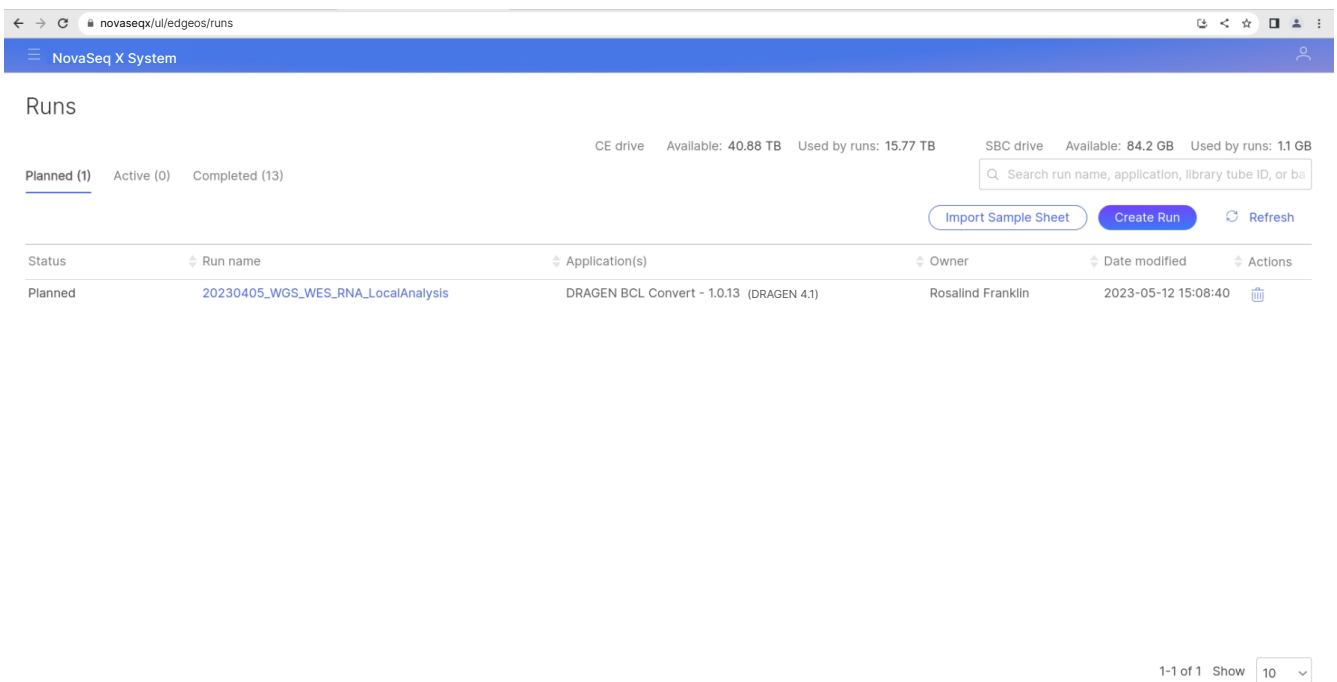 novaseqx/ul/edgeos/runs
NovaSeq X System
Runs
CE drive Available: 40.88 TB Used by runs: 15.77 TB SBC drive Available: 84.2 GB Used by runs: 1.1 GB
Planned (1) Active (0) Completed (13) Search run name, application, library tube ID, or ba
Import Sample Sheet Create Run Refresh
Status Run name Application(s) Owner Date modified Actions
Planned 20230405_WGS_WES_RNA_LocalAnalysis DRAGEN BCL Convert - 1.0.13 (DRAGEN 4.1) Rosalind Franklin 2023-05-12 15:08:40
1-1 of 1 Show 10